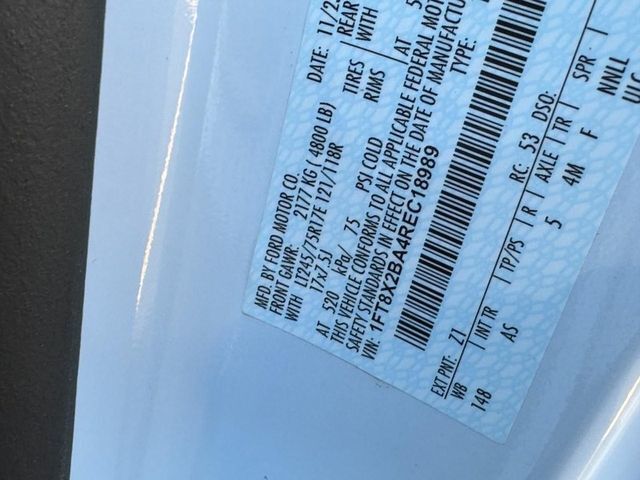 MFD. BY FORD MOTOR CO. DATE: 11/2
FRONT GAWR: 2177 KG ( 4800 LB) REAR
WITH LT245/75R17E 121/118R TIRES WITH
17x7.5J RIMS
AT 520 kPa/ 75 PSI COLD AT 5
THIS VEHICLE CONFORMS TO ALL APPLICABLE FEDERAL MOTOR
SAFETY STANDARDS IN EFFECT ON THE DATE OF MANUFACTUR
VIN: 1FT8X2BA4REC18989 TYPE:
EXT PNT: Z1 RC: 53 DSO:
WB INT TR TP/PS R AXLE TR SPR
148 AS 5 4M F NNLL